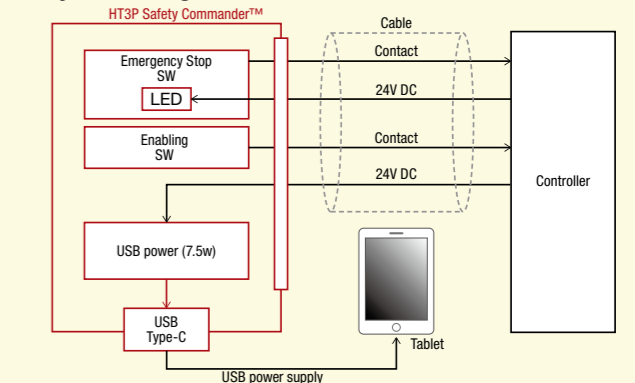 HT3P Safety Commander™
Cable
Emergency Stop
SW
LED
Contact
24V DC
Enabling
SW
Contact
24V DC
Controller
USB power (7.5w)
USB
Type-C
Tablet
USB power supply